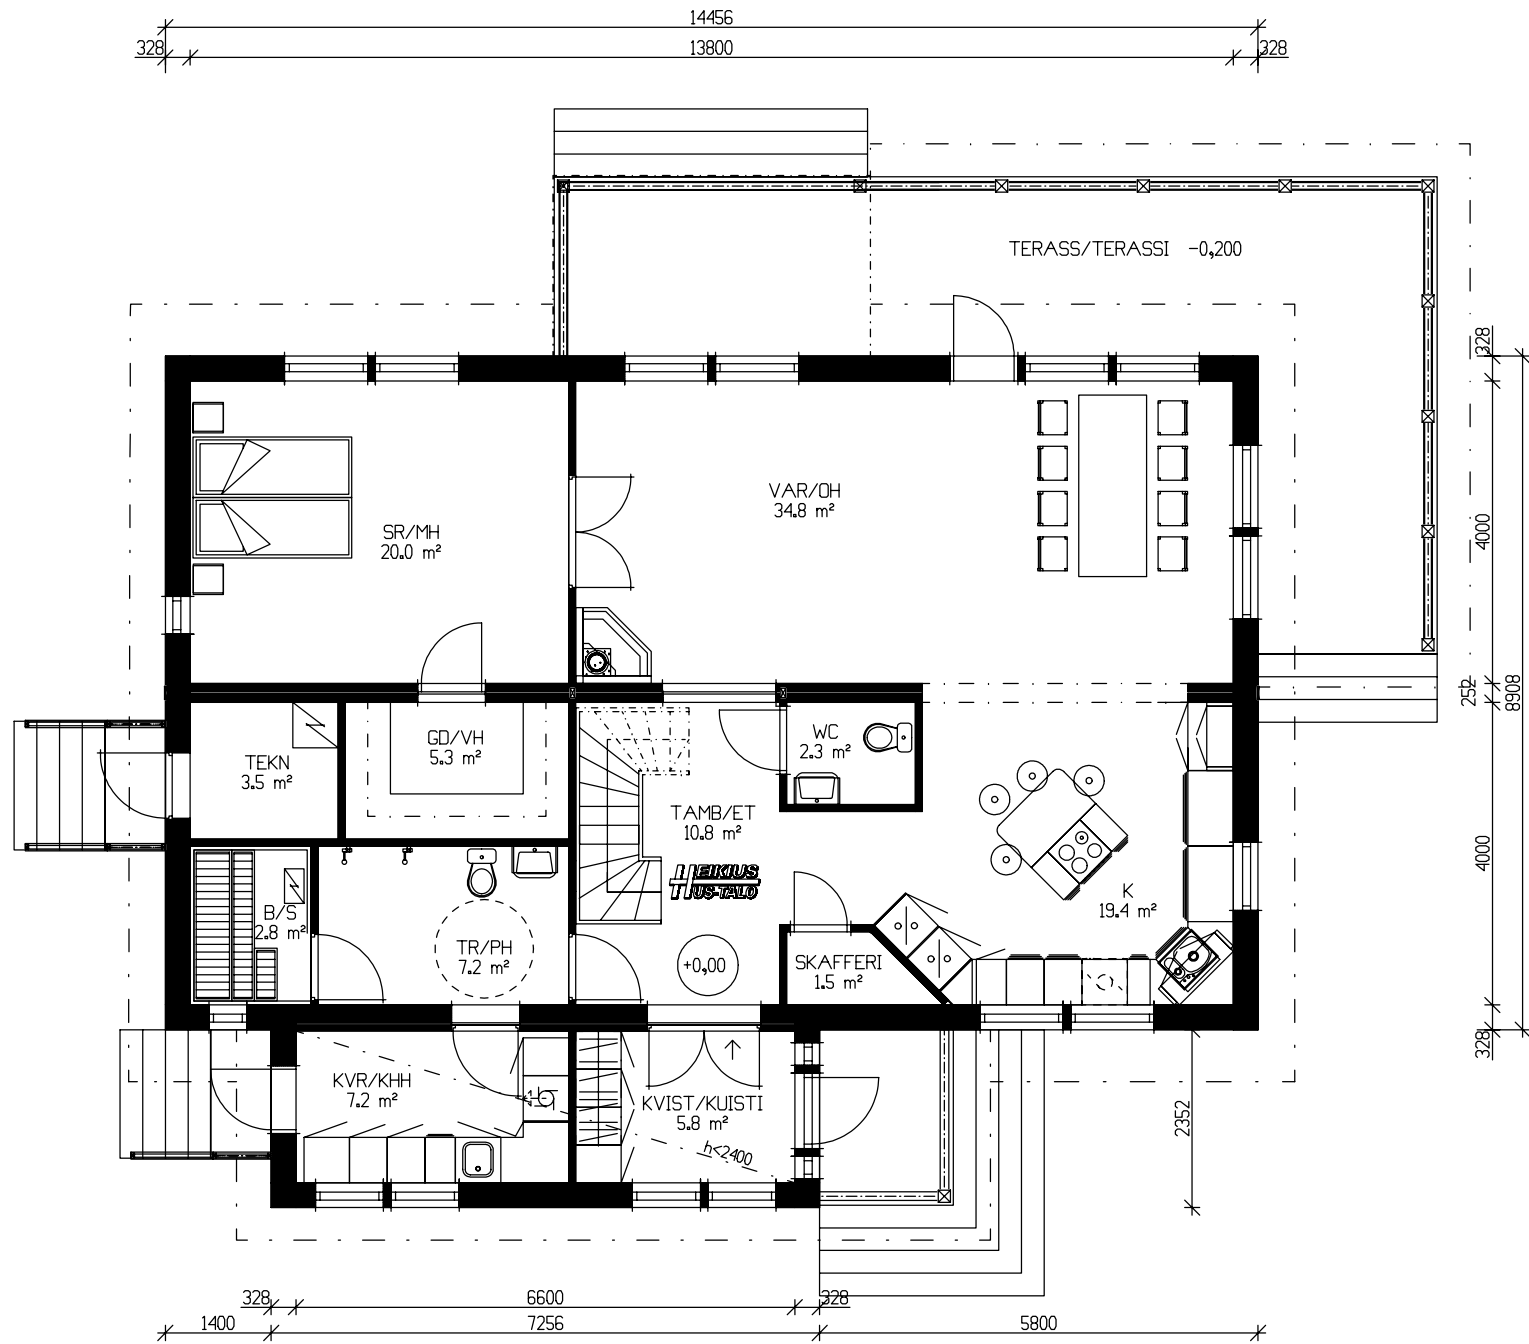 14456
328
13800
328
TERASS/TERASSI -0,200
328
VAR/OH
34.8 m²
SR/MH
20.0 m²
4000
8908
252
GD/VH
5.3 m²
WC
2.3 m²
TEKN
3.5 m²
TAMB/ET
10.8 m²
HEIKIUS
HUS-TALO
4000
K
19.4 m²
B/S
2.8 m²
TR/PH
7.2 m²
+0,00
SKAFFERI
1.5 m²
328
KVR/KHH
7.2 m²
KVIST/KUISTI
5.8 m²
h<2400
2352
328
6600
328
1400
7256
5800